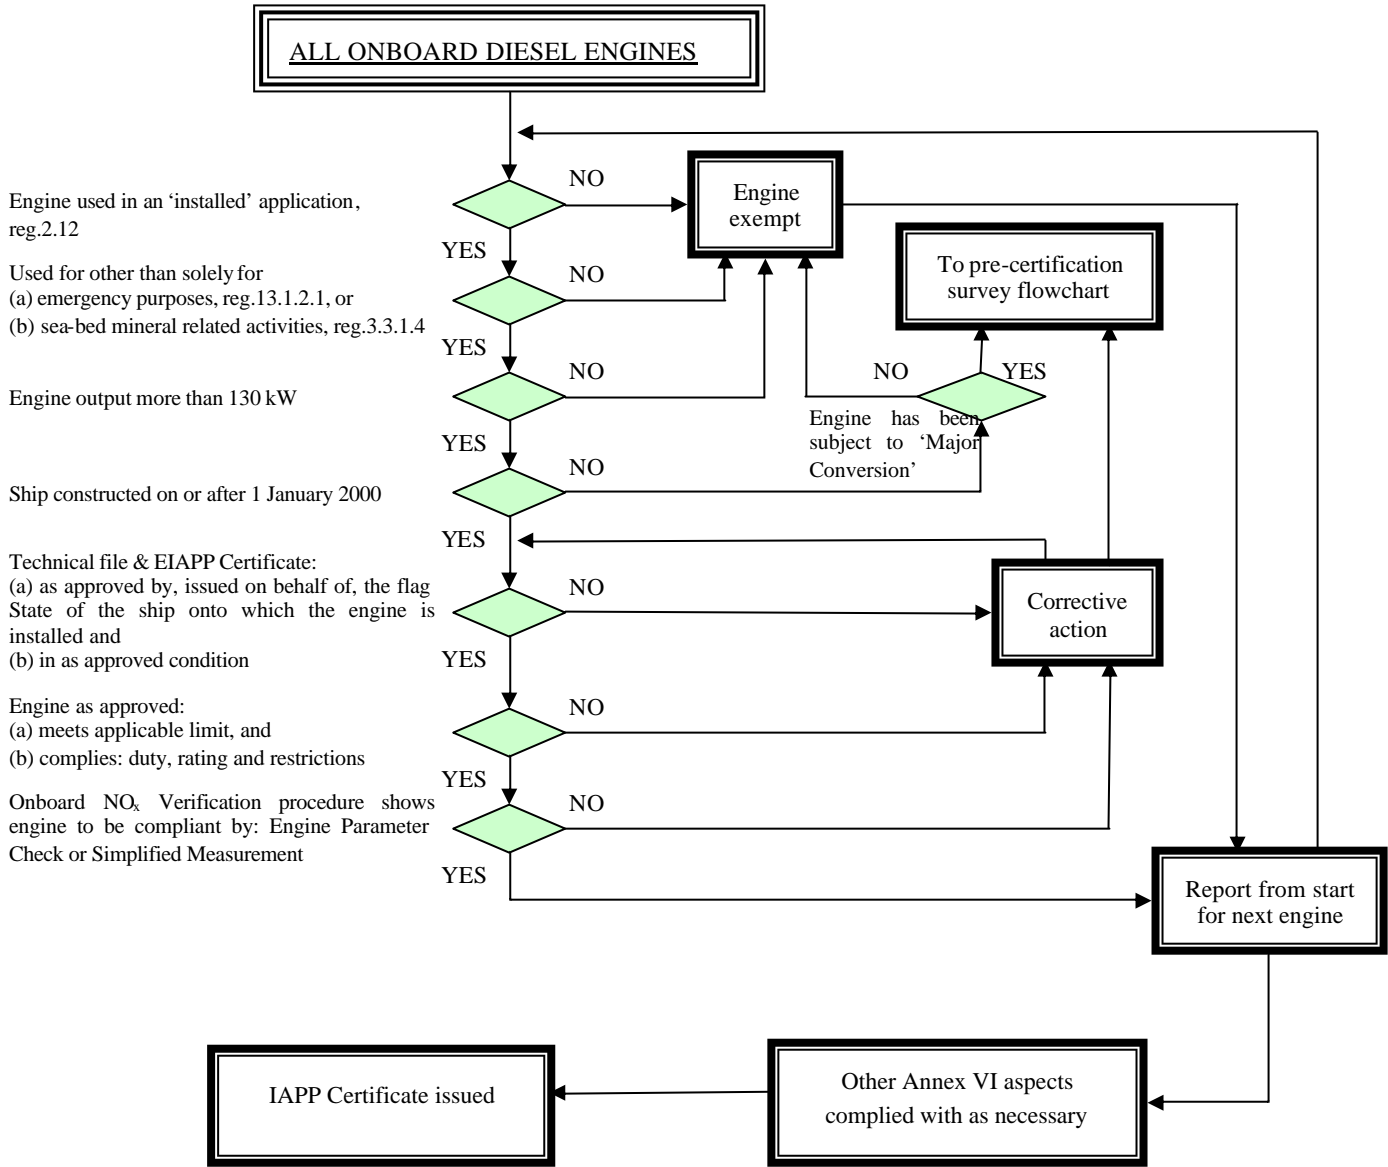 ALL ONBOARD DIESEL ENGINES
Engine used in an ‘installed’ application,
reg.2.12
NO
YES
Engine
exempt
Used for other than solely for
(a) emergency purposes, reg.13.1.2.1, or
(b) sea-bed mineral related activities, reg.3.3.1.4
NO
YES
To pre-certification
survey flowchart
Engine output more than 130 kW
NO
YES
NO
YES
Engine has been
subject to ‘Major
Conversion’
Ship constructed on or after 1 January 2000
NO
YES
Technical file & EIAPP Certificate:
(a) as approved by, issued on behalf of, the flag
State of the ship onto which the engine is
installed and
(b) in as approved condition
NO
YES
Corrective
action
Engine as approved:
(a) meets applicable limit, and
(b) complies: duty, rating and restrictions
NO
YES
Onboard NOx Verification procedure shows
engine to be compliant by: Engine Parameter
Check or Simplified Measurement
NO
YES
Report from start
for next engine
Other Annex VI aspects
complied with as necessary
IAPP Certificate issued